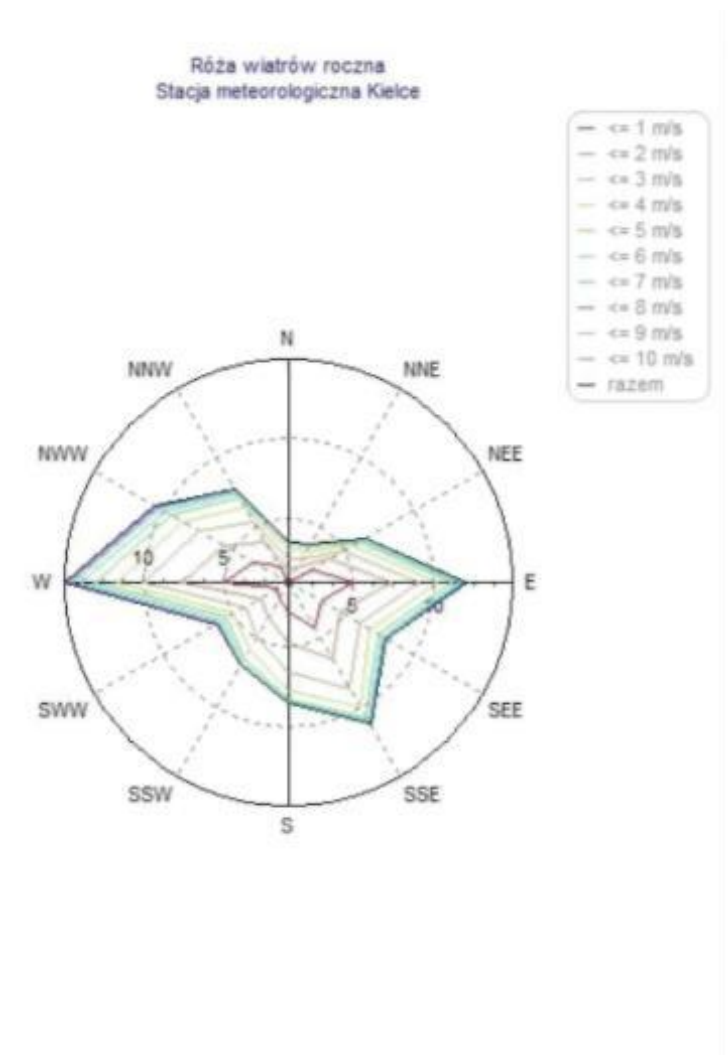 Róża wiatrów roczna
Stacja meteorologiczna Kielce
<= 1 m/s
<= 2 m/s
<= 3 m/s
<= 4 m/s
<= 5 m/s
<= 6 m/s
<= 7 m/s
<= 8 m/s
<= 9 m/s
<= 10 m/s
razem
N
NNW
NNE
NWW
NEE
10
5
W
E
5
SWW
SEE
SSW
SSE
S